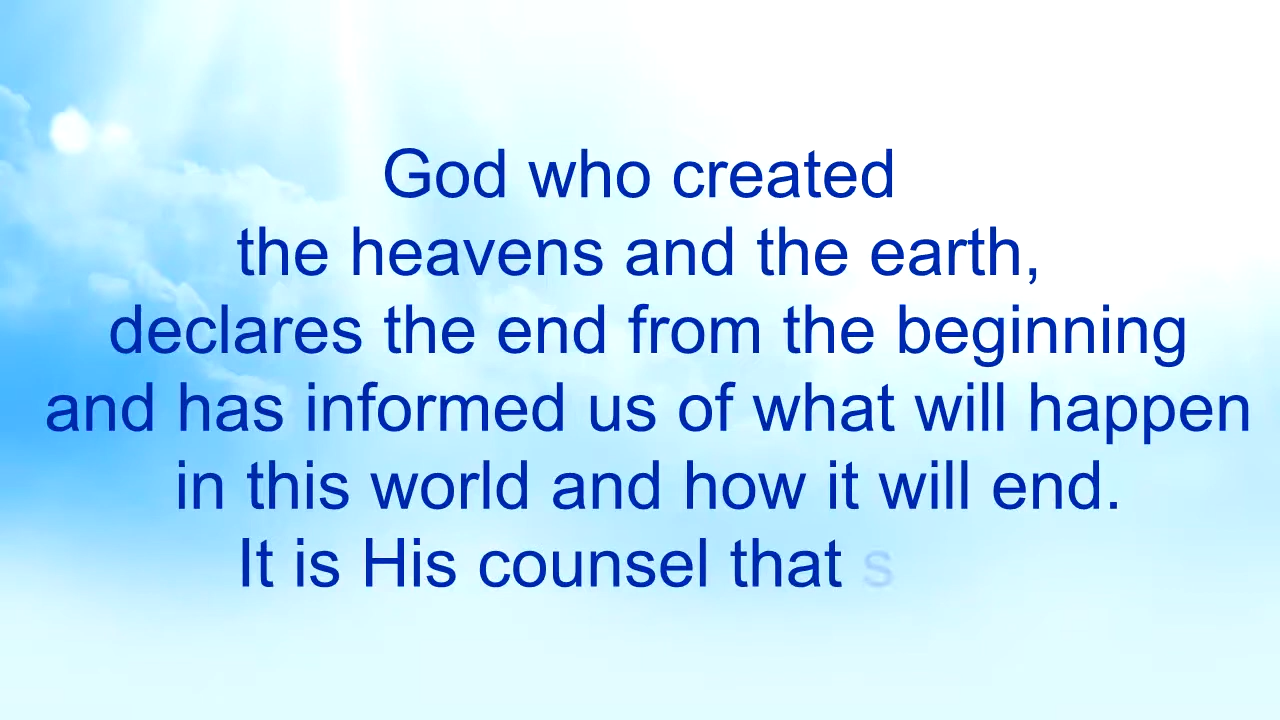 God who created
the heavens and the earth,
declares the end from the beginning
and has informed us of what will happen
in this world and how it will end.
It is His counsel that s